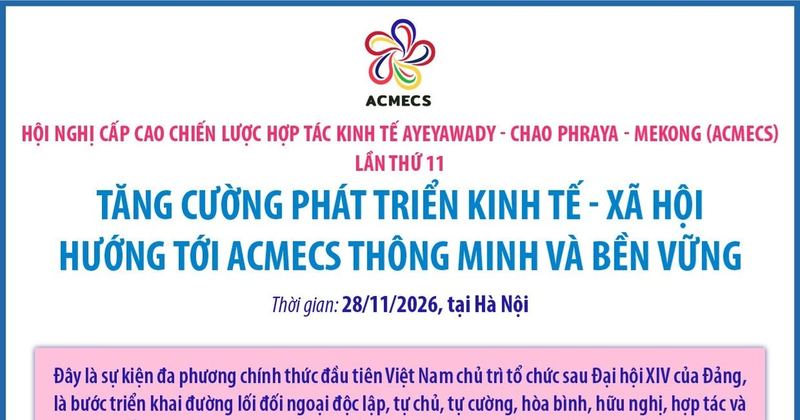 ACMECS
HỘI NGHỊ CẤP CAO CHIẾN LƯỢC HỢP TÁC KINH TẾ AYEYAWADY - CHAO PHRAYA - MEKONG (ACMECS)
LẦN THỨ 11
TĂNG CƯỜNG PHÁT TRIỂN KINH TẾ - XÃ HỘI
HƯỚNG TỚI ACMECS THÔNG MINH VÀ BỀN VỮNG
Thời gian: 28/11/2026, tại Hà Nội
Đây là sự kiện đa phương chính thức đầu tiên Việt Nam chủ trì tổ chức sau Đại hội XIV của Đảng,
là bước triển khai đường lối đối ngoại độc lập, tự chủ, tự cường, hòa bình, hữu nghị, hợp tác và